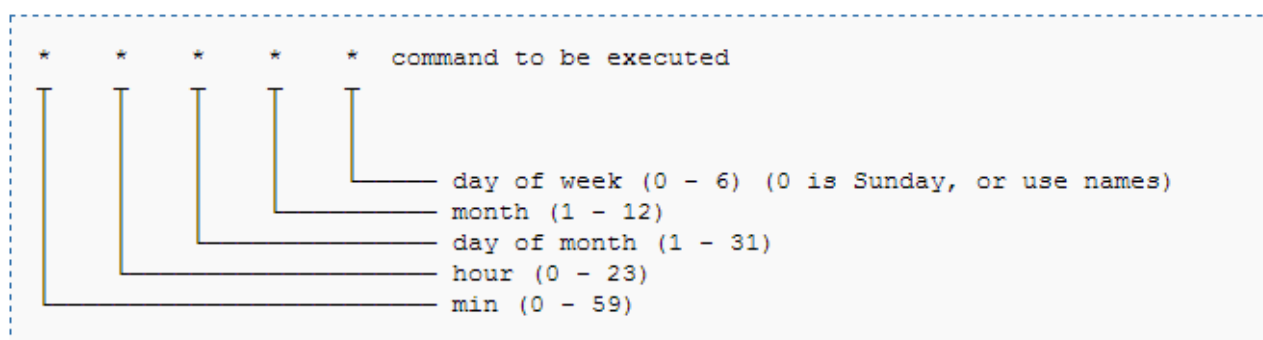 * * * * * command to be executed
day of week (0 - 6) (0 is Sunday, or use names)
month (1 - 12)
day of month (1 - 31)
hour (0 - 23)
min (0 - 59)